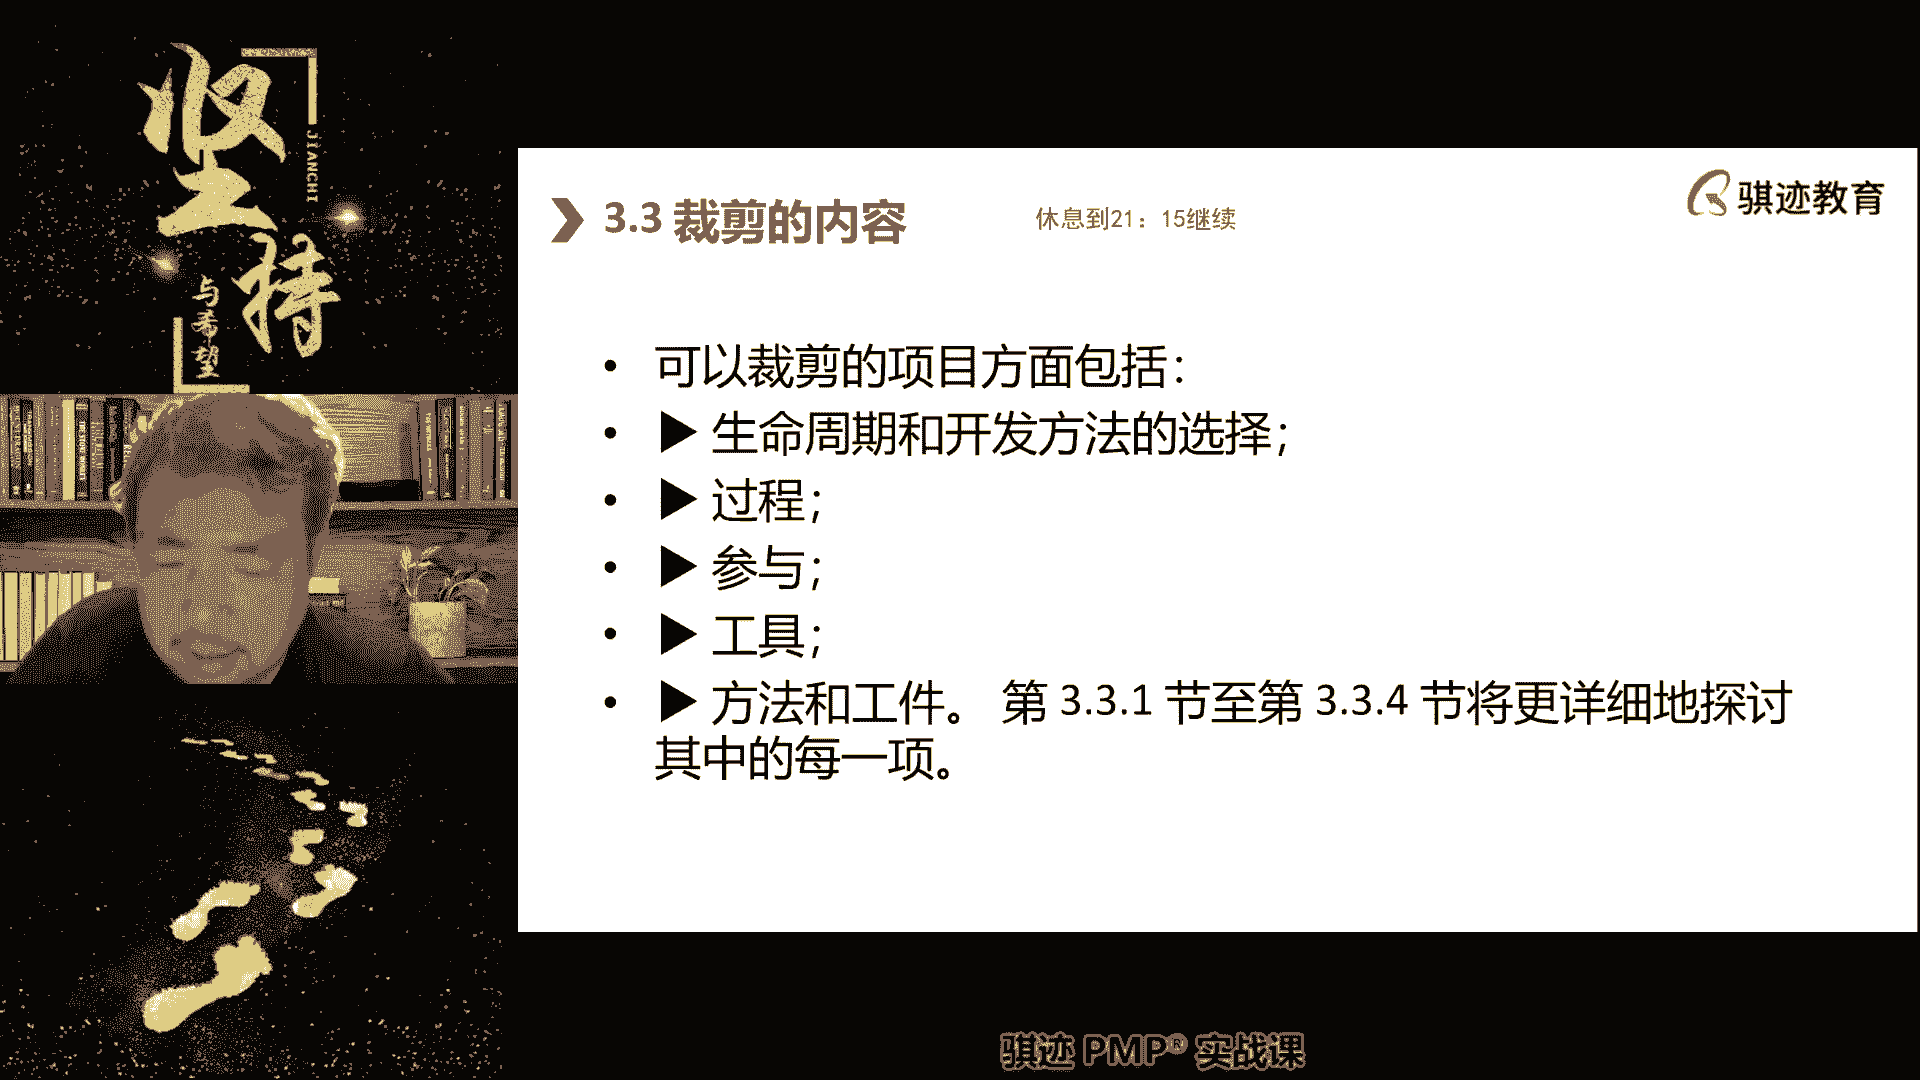 坚持
JIANCHI
与希望
3.3 裁剪的内容
休息到21：15继续
骐迹教育
• 可以裁剪的项目方面包括：
• ▶ 生命周期和开发方法的选择；
• ▶ 过程；
• ▶ 参与；
• ▶ 工具；
• ▶ 方法和工件。 第 3.3.1 节至第 3.3.4 节将更详细地探讨
其中的每一项。
骐迹 PMP® 实战课